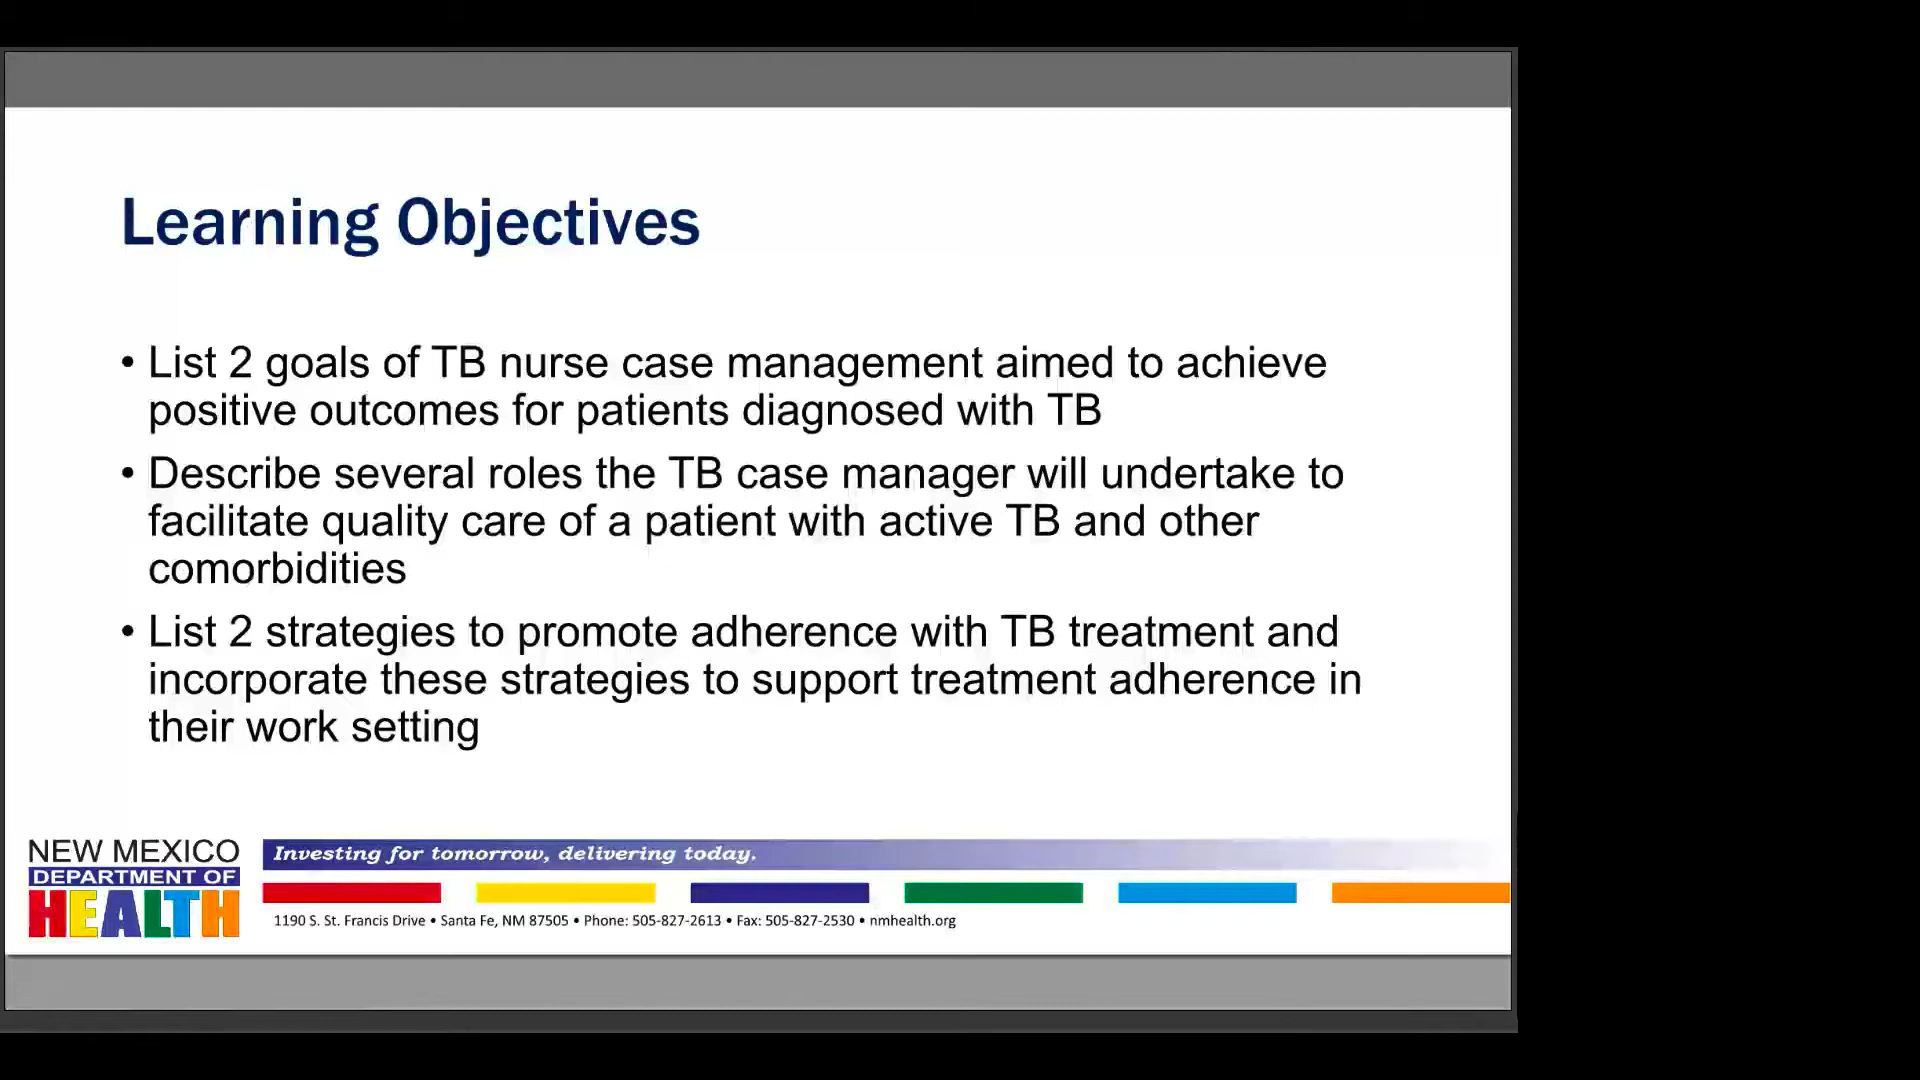 Learning Objectives
• List 2 goals of TB nurse case management aimed to achieve
positive outcomes for patients diagnosed with TB
• Describe several roles the TB case manager will undertake to
facilitate quality care of a patient with active TB and other
comorbidities
• List 2 strategies to promote adherence with TB treatment and
incorporate these strategies to support treatment adherence in
their work setting
NEW MEXICO
DEPARTMENT OF
HEALTH
Investing for tomorrow, delivering today.
1190 S. St. Francis Drive • Santa Fe, NM 87505 • Phone: 505-827-2613 • Fax: 505-827-2530 • nmhealth.org